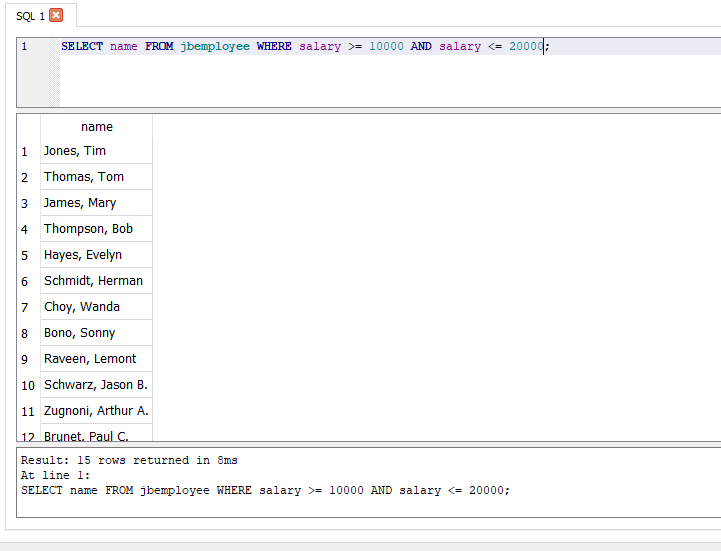 SQL 1
1 SELECT name FROM jbemployee WHERE salary >= 10000 AND salary <= 20000;
name
1 Jones, Tim
2 Thomas, Tom
3 James, Mary
4 Thompson, Bob
5 Hayes, Evelyn
6 Schmidt, Herman
7 Choy, Wanda
8 Bono, Sonny
9 Raveen, Lemont
10 Schwarz, Jason B.
11 Zugnoni, Arthur A.
12 Brunet, Paul C.
Result: 15 rows returned in 8ms
At line 1:
SELECT name FROM jbemployee WHERE salary >= 10000 AND salary <= 20000;